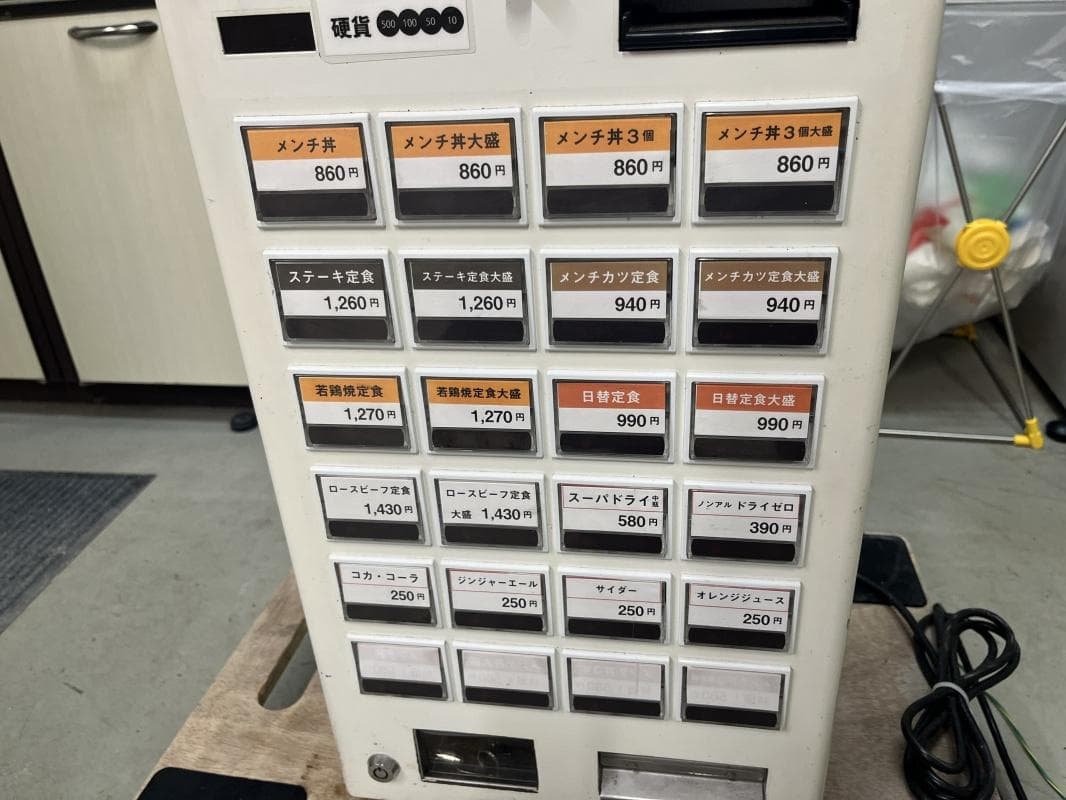 硬貨 500 100 50 10
メンチ丼
860円
メンチ丼大盛
860円
メンチ丼3個
860円
メンチ丼3個大盛
860円
ステーキ定食
1,260円
ステーキ定食大盛
1,260円
メンチカツ定食
940円
メンチカツ定食大盛
940円
若鶏焼定食
1,270円
若鶏焼定食大盛
1,270円
日替定食
990円
日替定食大盛
990円
ロースビーフ定食
1,430円
ロースビーフ定食
大盛 1,430円
スーパドライ中瓶
580円
ノンアル ドライゼロ
390円
コカ・コーラ
250円
ジンジャーエール
250円
サイダー
250円
オレンジジュース
250円